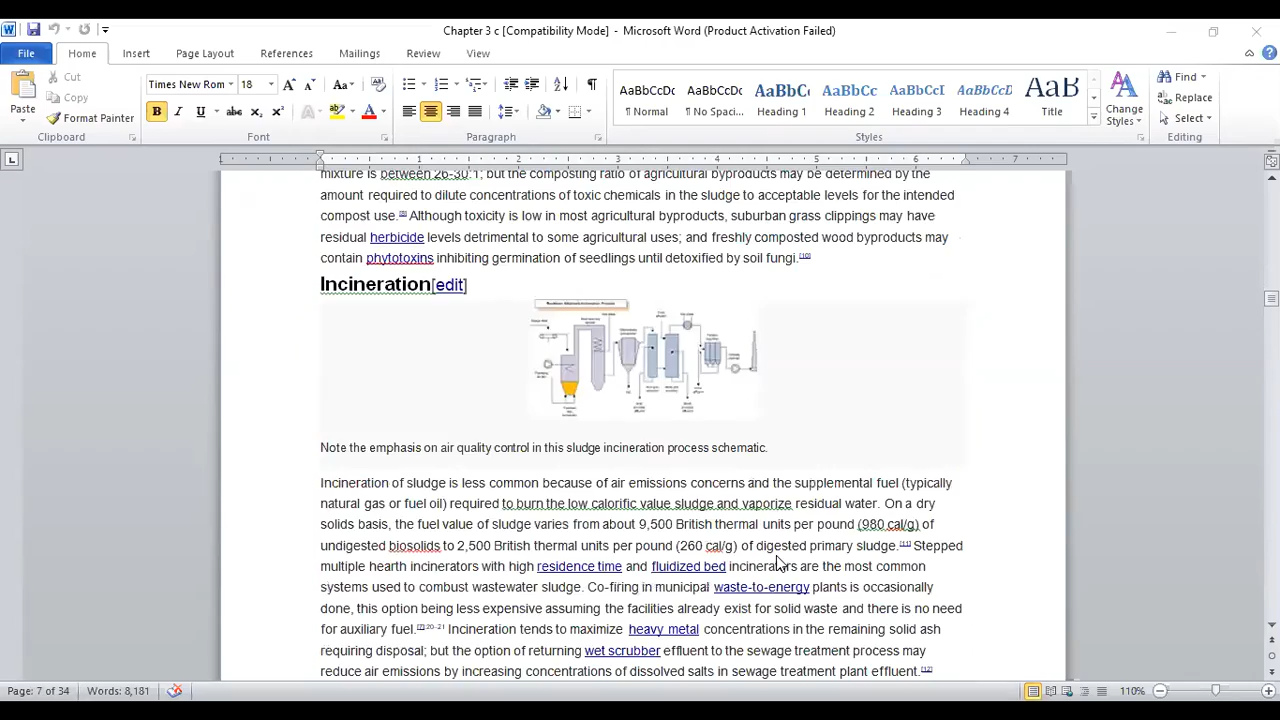 Chapter 3 c [Compatibility Mode] - Microsoft Word (Product Activation Failed)
File Home Insert Page Layout References Mailings Review View
Paste Cut Copy Format Painter
Times New Rom 18
AaBbCcDc AaBbCcDc AaBbCc AaBbCc AaBbCcI AaBbCcDc AaB
¶ Normal ¶ No Spaci... Heading 1 Heading 2 Heading 3 Heading 4 Title
Change Styles
Find Replace Select
Clipboard Font Paragraph Styles Editing
1 1 2 3 4 5 6 7
mixture is between 26-30:1; but the composting ratio of agricultural byproducts may be determined by the
amount required to dilute concentrations of toxic chemicals in the sludge to acceptable levels for the intended
compost use. Although toxicity is low in most agricultural byproducts, suburban grass clippings may have
residual herbicide levels detrimental to some agricultural uses; and freshly composted wood byproducts may
contain phytotoxins inhibiting germination of seedlings until detoxified by soil fungi.[10]
Incineration[edit]
Note the emphasis on air quality control in this sludge incineration process schematic.
Incineration of sludge is less common because of air emissions concerns and the supplemental fuel (typically
natural gas or fuel oil) required to burn the low calorific value sludge and vaporize residual water. On a dry
solids basis, the fuel value of sludge varies from about 9,500 British thermal units per pound (980 cal/g) of
undigested biosolids to 2,500 British thermal units per pound (260 cal/g) of digested primary sludge.[11] Stepped
multiple hearth incinerators with high residence time and fluidized bed incinerators are the most common
systems used to combust wastewater sludge. Co-firing in municipal waste-to-energy plants is occasionally
done, this option being less expensive assuming the facilities already exist for solid waste and there is no need
for auxiliary fuel.[7]:20–21 Incineration tends to maximize heavy metal concentrations in the remaining solid ash
requiring disposal; but the option of returning wet scrubber effluent to the sewage treatment process may
reduce air emissions by increasing concentrations of dissolved salts in sewage treatment plant effluent.[12]
Page: 7 of 34 Words: 8,181 110%